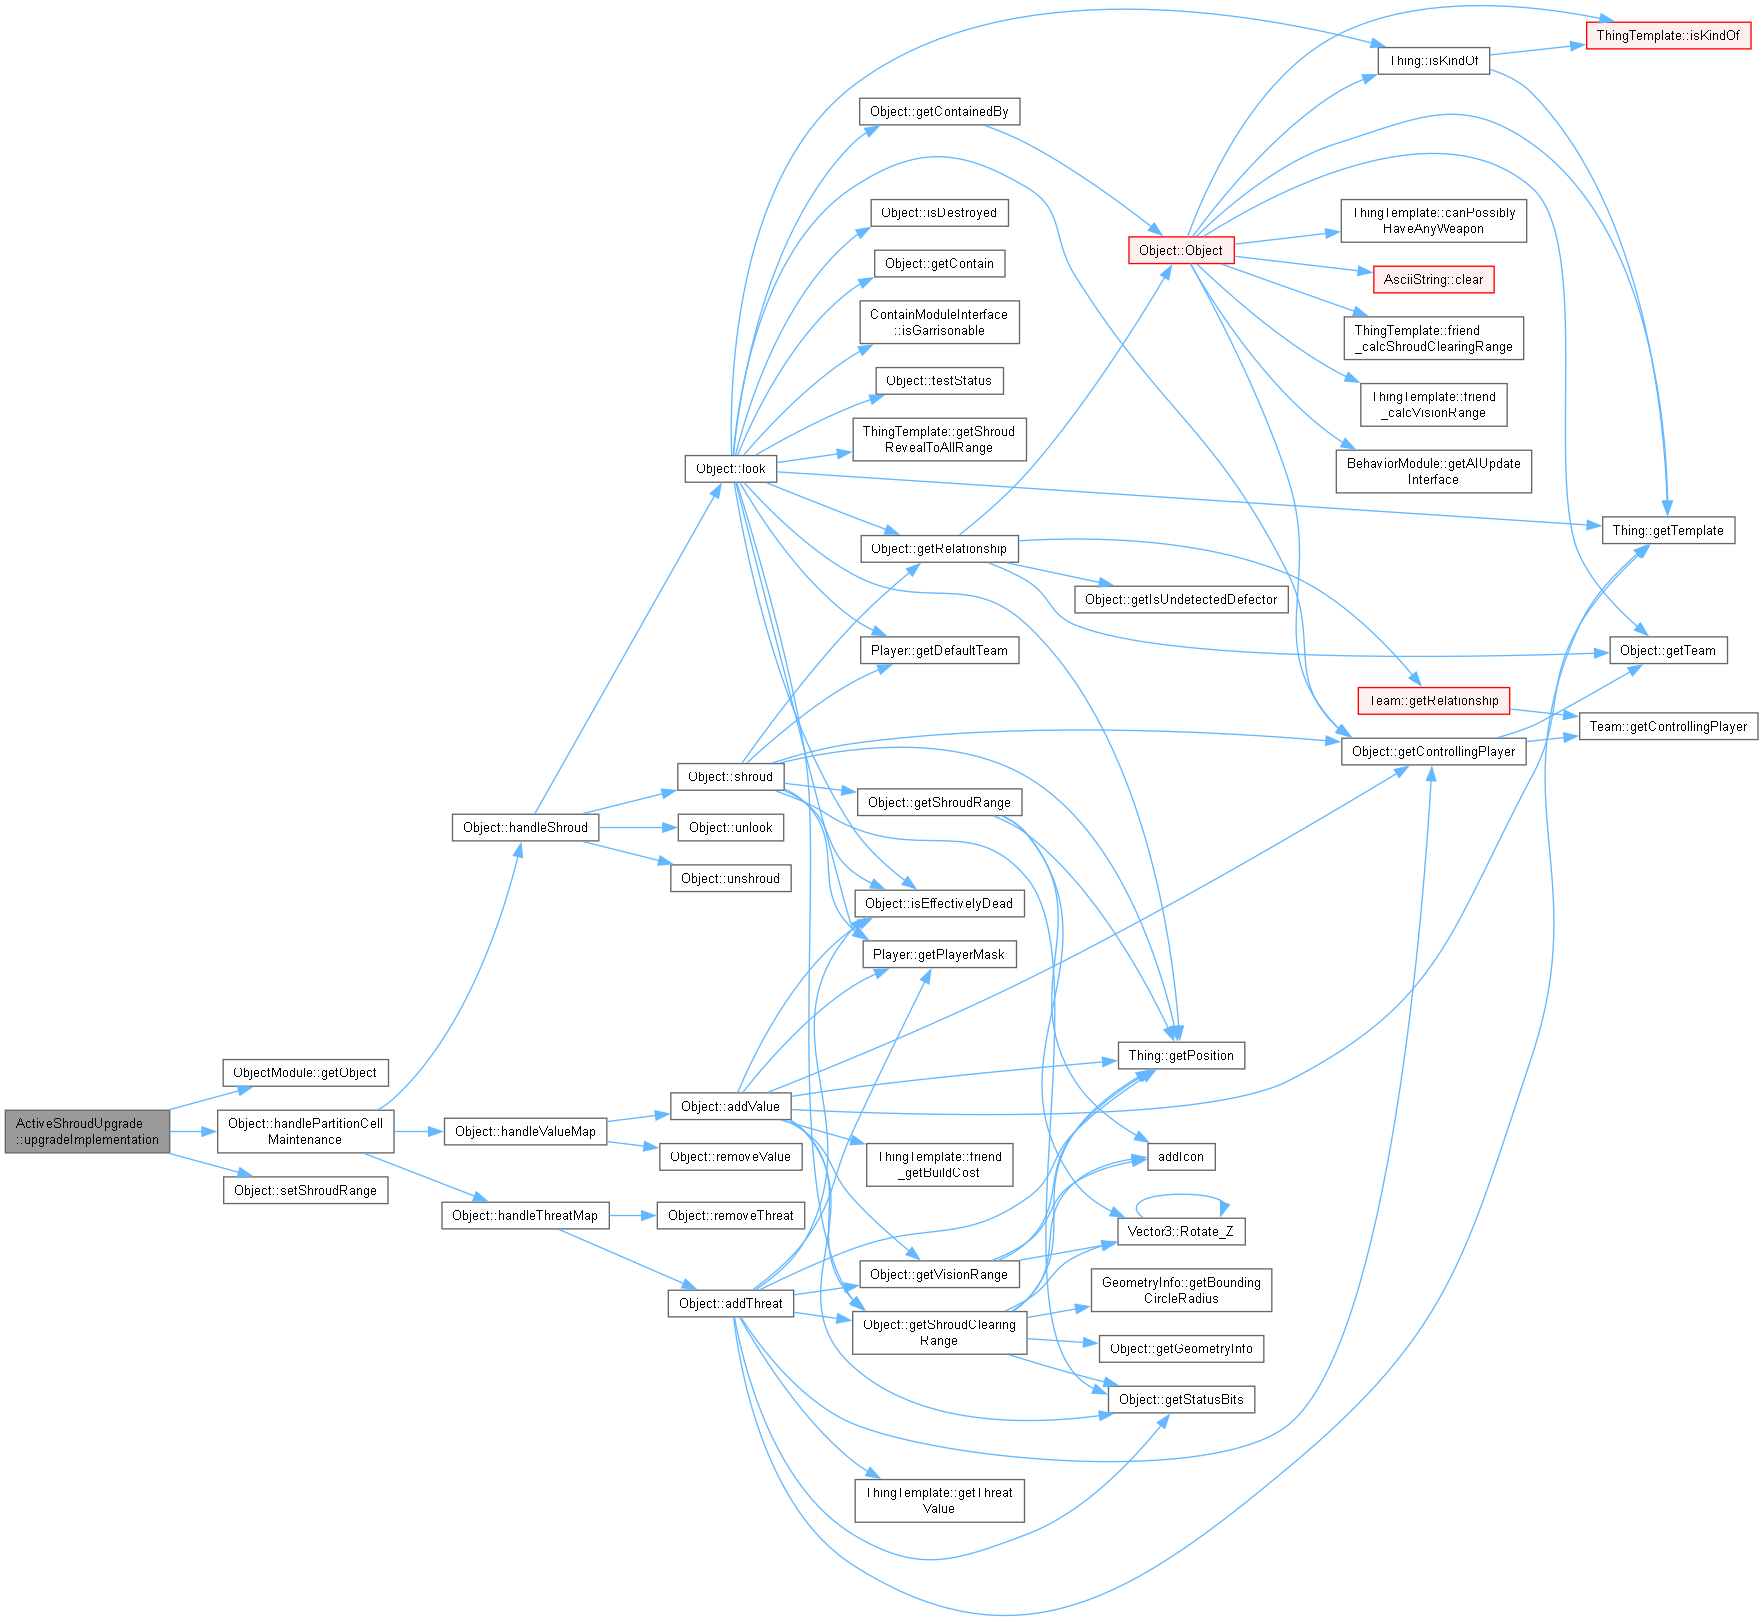 ActiveShroudUpgrade
::upgradeImplementation
ObjectModule::getObject
Object::handlePartitionCell
Maintenance
Object::setShroudRange
Object::handleShroud
Object::handleValueMap
Object::handleThreatMap
Object::look
Object::shroud
Object::unlook
Object::unshroud
Object::addValue
Object::removeValue
Object::removeThreat
Object::addThreat
Object::getContainedBy
Object::isDestroyed
Object::getContain
ContainModuleInterface
::isGarrisonable
Object::testStatus
ThingTemplate::getShroud
RevealToAllRange
Object::getRelationship
Player::getDefaultTeam
Object::getShroudRange
Object::isEffectivelyDead
Player::getPlayerMask
ThingTemplate::friend
_getBuildCost
Object::getVisionRange
Object::getShroudClearing
Range
ThingTemplate::getThreat
Value
Object::Object
Object::getIsUndetectedDefector
Thing::getPosition
addIcon
Vector3::Rotate_Z
GeometryInfo::getBounding
CircleRadius
Object::getGeometryInfo
Object::getStatusBits
Thing::isKindOf
ThingTemplate::canPossibly
HaveAnyWeapon
AsciiString::clear
ThingTemplate::friend
_calcShroudClearingRange
ThingTemplate::friend
_calcVisionRange
BehaviorModule::getAIUpdate
Interface
Team::getRelationship
Object::getControllingPlayer
ThingTemplate::isKindOf
Thing::getTemplate
Object::getTeam
Team::getControllingPlayer